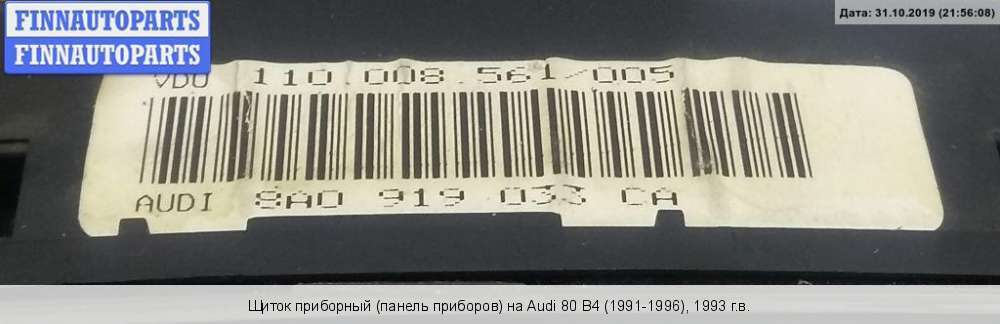 FINNAUTOPARTS
FINNAUTOPARTS
Дата: 31.10.2019 (21:56:08)
VDO 110.008.561/005
AUDI 8A0 919 033 CA
Щиток приборный (панель приборов) на Audi 80 B4 (1991-1996), 1993 г.в.